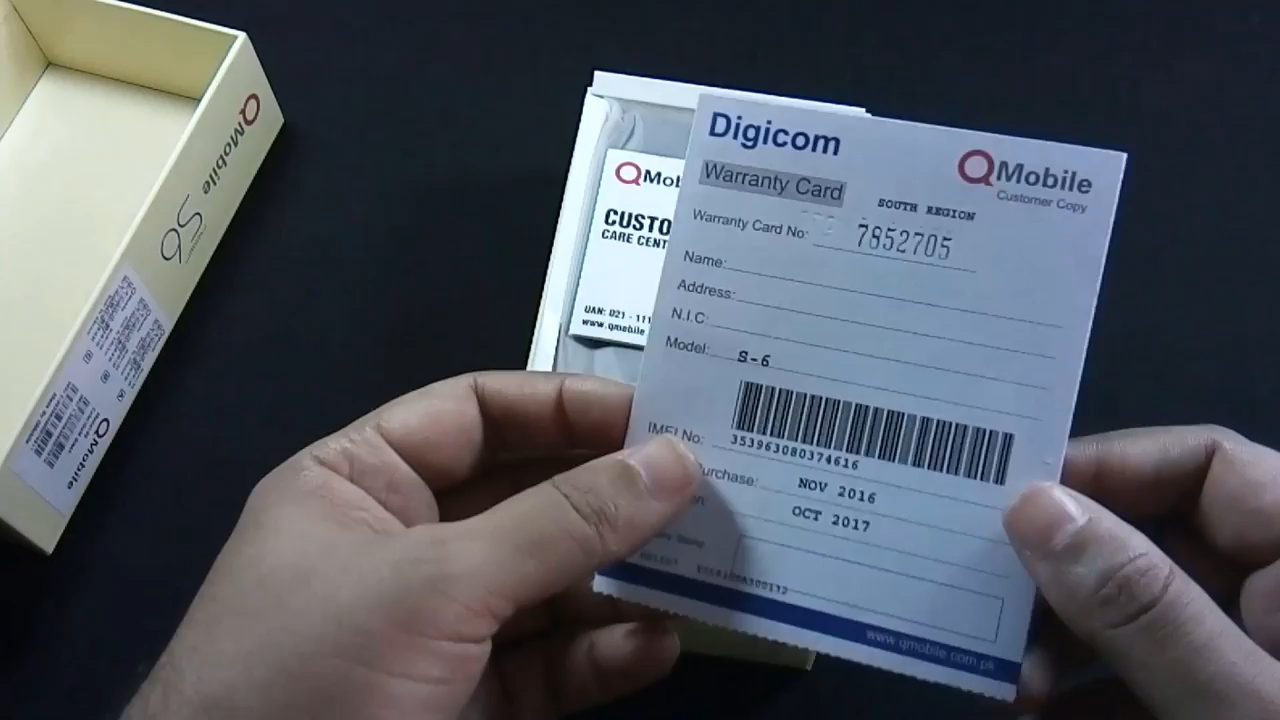 QMobile
S6
QMobile
QMob
CUSTO
CARE CENT
UAN: 021 - 111
www.qmobile
Digicom
QMobile
Customer Copy
Warranty Card
SOUTH REGION
Warranty Card No: 7852705
Name:
Address:
N.I.C:
Model: S-6
IMEI No: 353963080374616
urchase: NOV 2016
OCT 2017
www.qmobile.com.pk